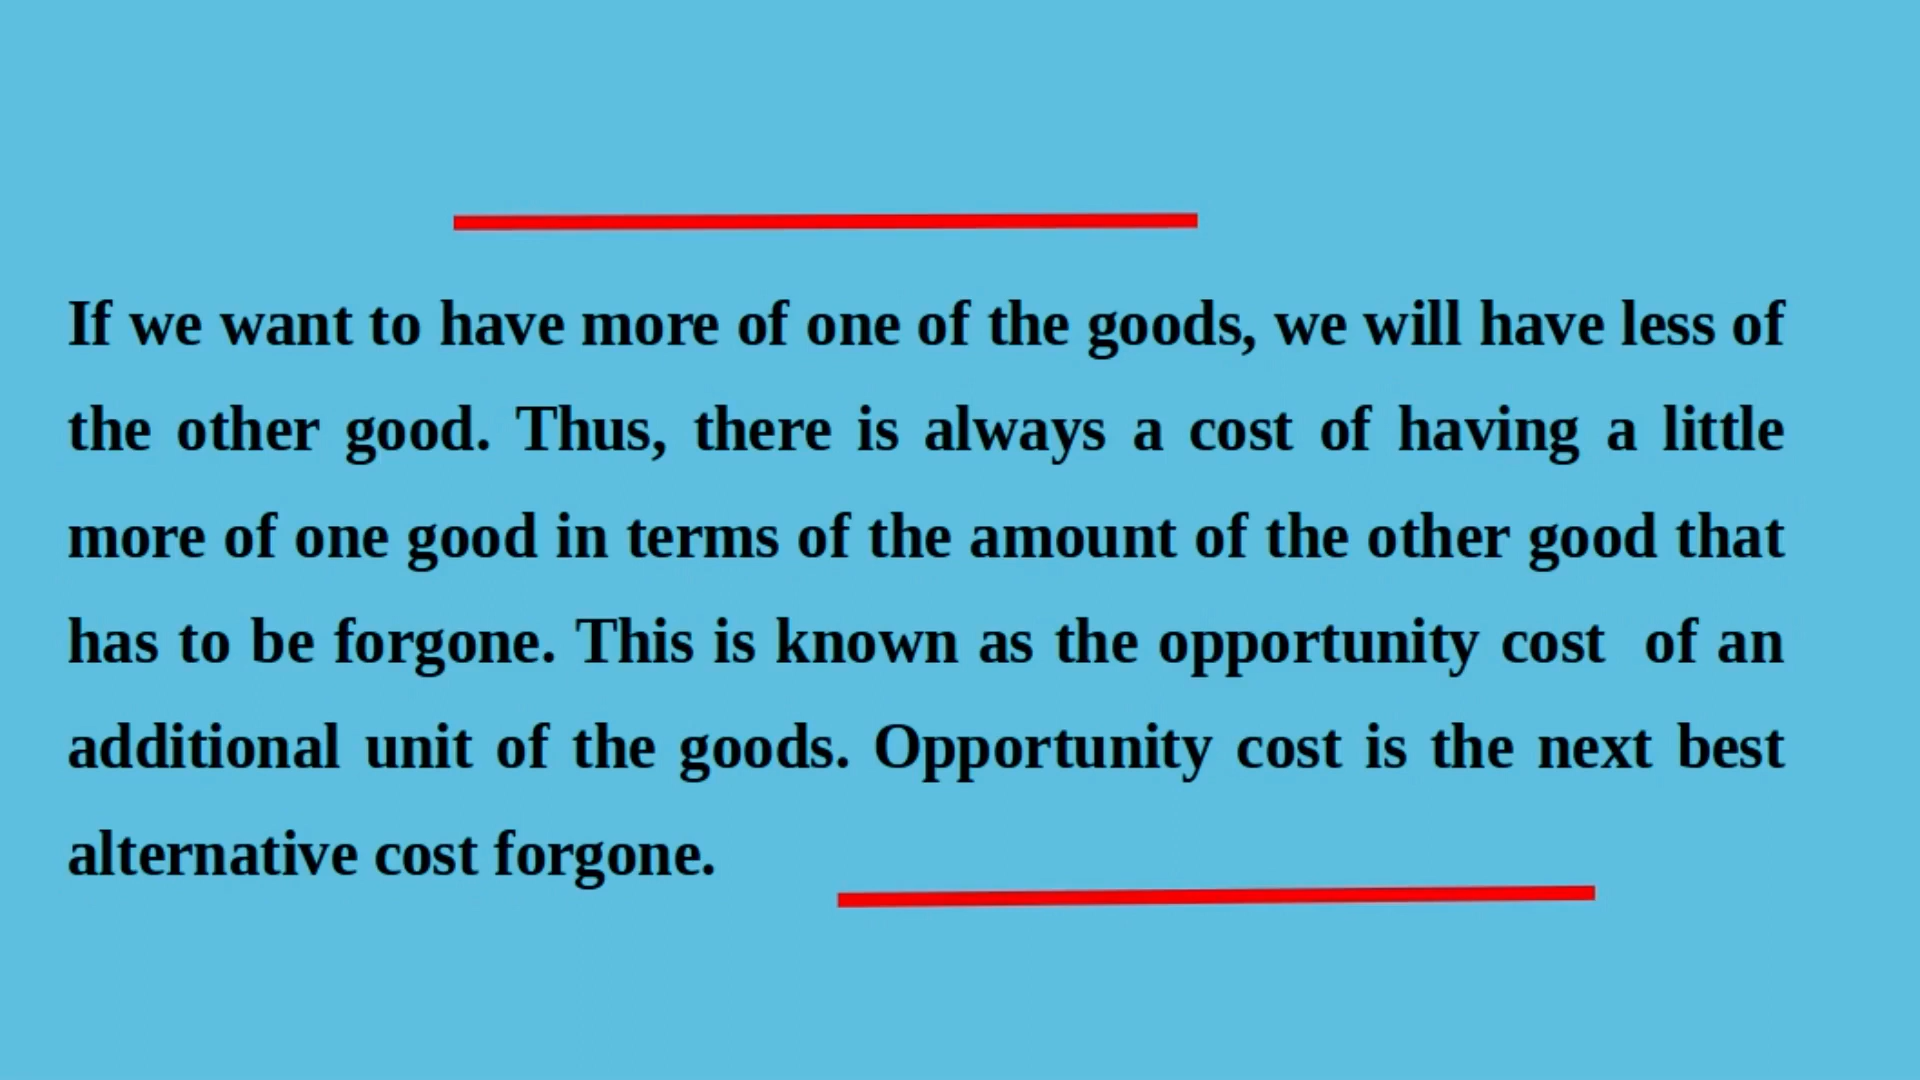 If we want to have more of one of the goods, we will have less of
the other good. Thus, there is always a cost of having a little
more of one good in terms of the amount of the other good that
has to be forgone. This is known as the opportunity cost  of an
additional unit of the goods. Opportunity cost is the next best
alternative cost forgone.